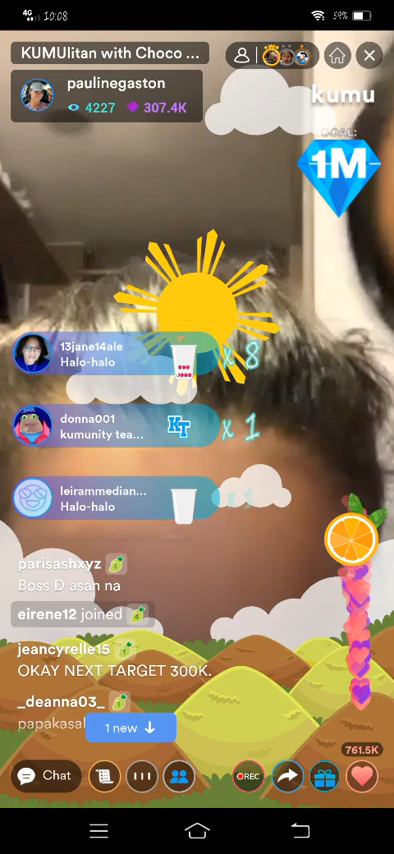 4G
10:08
59%
KUMUlitan with Choco ...
paulinegaston
4227
307.4K
kumu
GOAL:
1M
13jane14ale
Halo-halo
x 8
donna001
kumunity tea...
KT
x 1
leirammedian...
Halo-halo
x 1
parisashxyz
Boss D asan na
eirene12 joined
jeancyrelle15
OKAY NEXT TARGET 300K.
_deanna03_
papakasal
1 new ↓
761.5K
Chat
REC